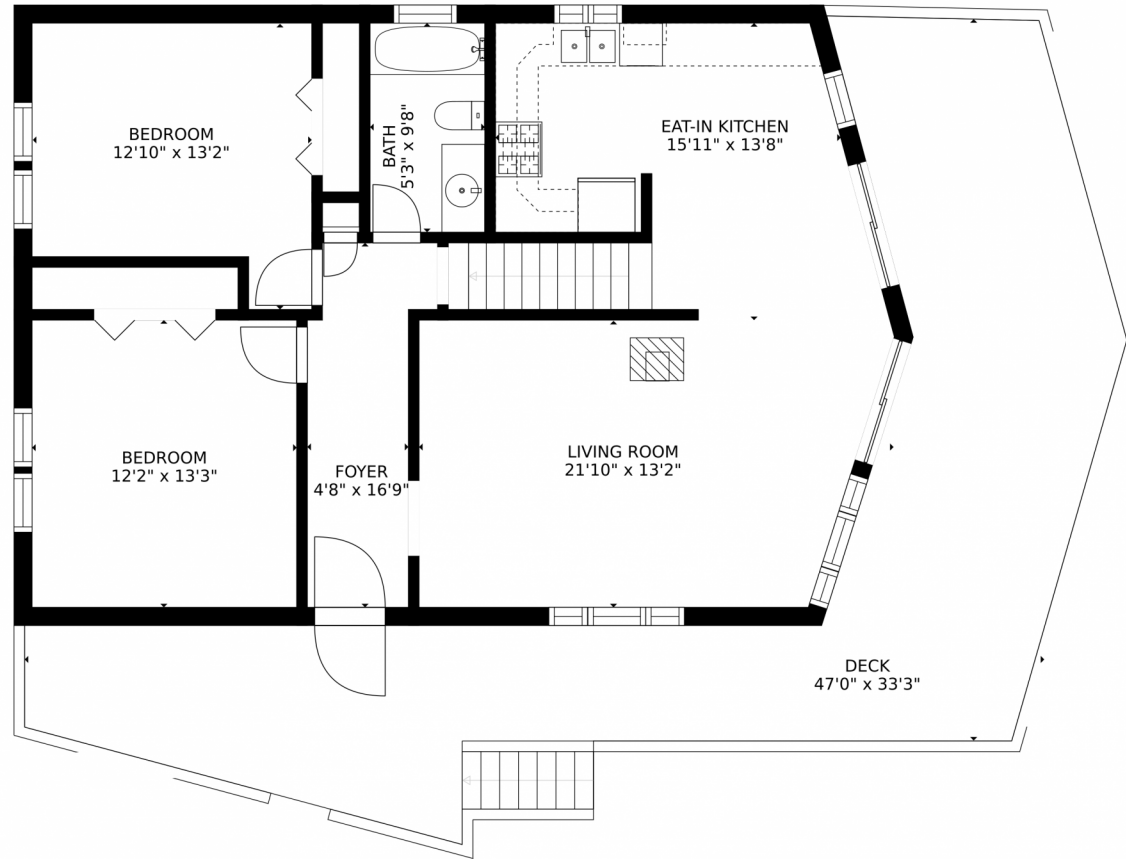 BEDROOM
12'10" x 13'2"
BATH
5'3" x 9'8"
EAT-IN KITCHEN
15'11" x 13'8"
BEDROOM
12'2" x 13'3"
FOYER
4'8" x 16'9"
LIVING ROOM
21'10" x 13'2"
DECK
47'0" x 33'3"